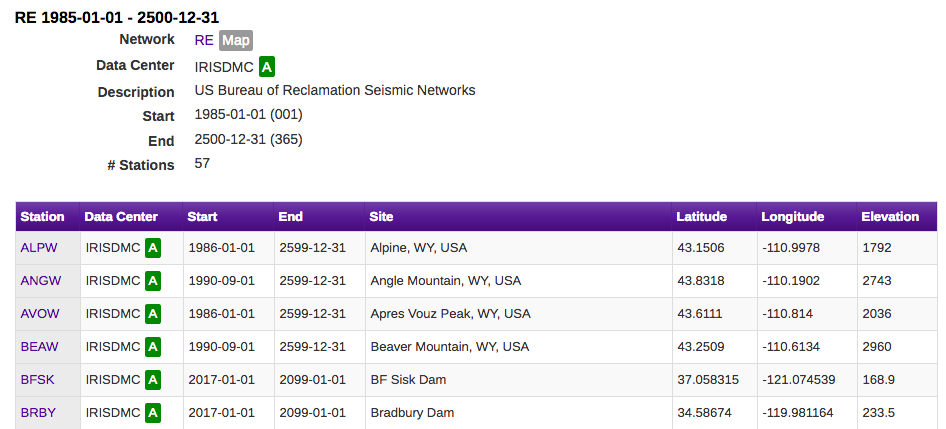 RE 1985-01-01 - 2500-12-31
Network RE Map
Data Center IRISDMC A
Description US Bureau of Reclamation Seismic Networks
Start 1985-01-01 (001)
End 2500-12-31 (365)
# Stations 57
Station Data Center Start End Site Latitude Longitude Elevation
ALPW IRISDMC A 1986-01-01 2599-12-31 Alpine, WY, USA 43.1506 -110.9978 1792
ANGW IRISDMC A 1990-09-01 2599-12-31 Angle Mountain, WY, USA 43.8318 -110.1902 2743
AVOW IRISDMC A 1986-01-01 2599-12-31 Apres Vouz Peak, WY, USA 43.6111 -110.814 2036
BEAW IRISDMC A 1990-09-01 2599-12-31 Beaver Mountain, WY, USA 43.2509 -110.6134 2960
BFSK IRISDMC A 2017-01-01 2099-01-01 BF Sisk Dam 37.058315 -121.074539 168.9
BRBY IRISDMC A 2017-01-01 2099-01-01 Bradbury Dam 34.58674 -119.981164 233.5